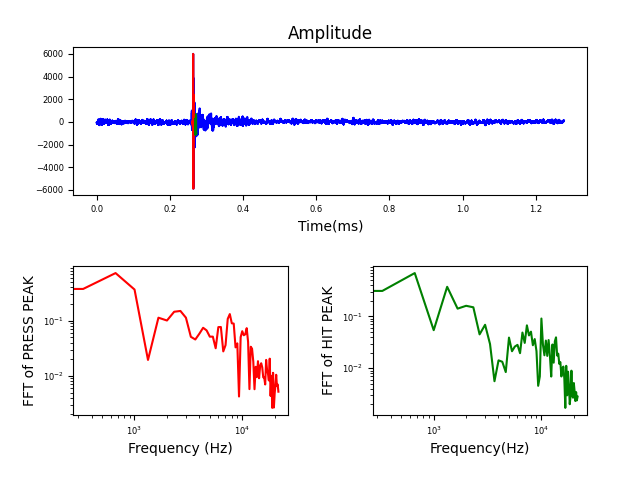 Amplitude
6000
4000
2000
0
−2000
−4000
−6000
0.0 0.2 0.4 0.6 0.8 1.0 1.2
Time(ms)
FFT of PRESS PEAK
10⁻¹
10⁻²
10³ 10⁴
Frequency (Hz)
FFT of HIT PEAK
10⁻¹
10⁻²
10³ 10⁴
Frequency(Hz)